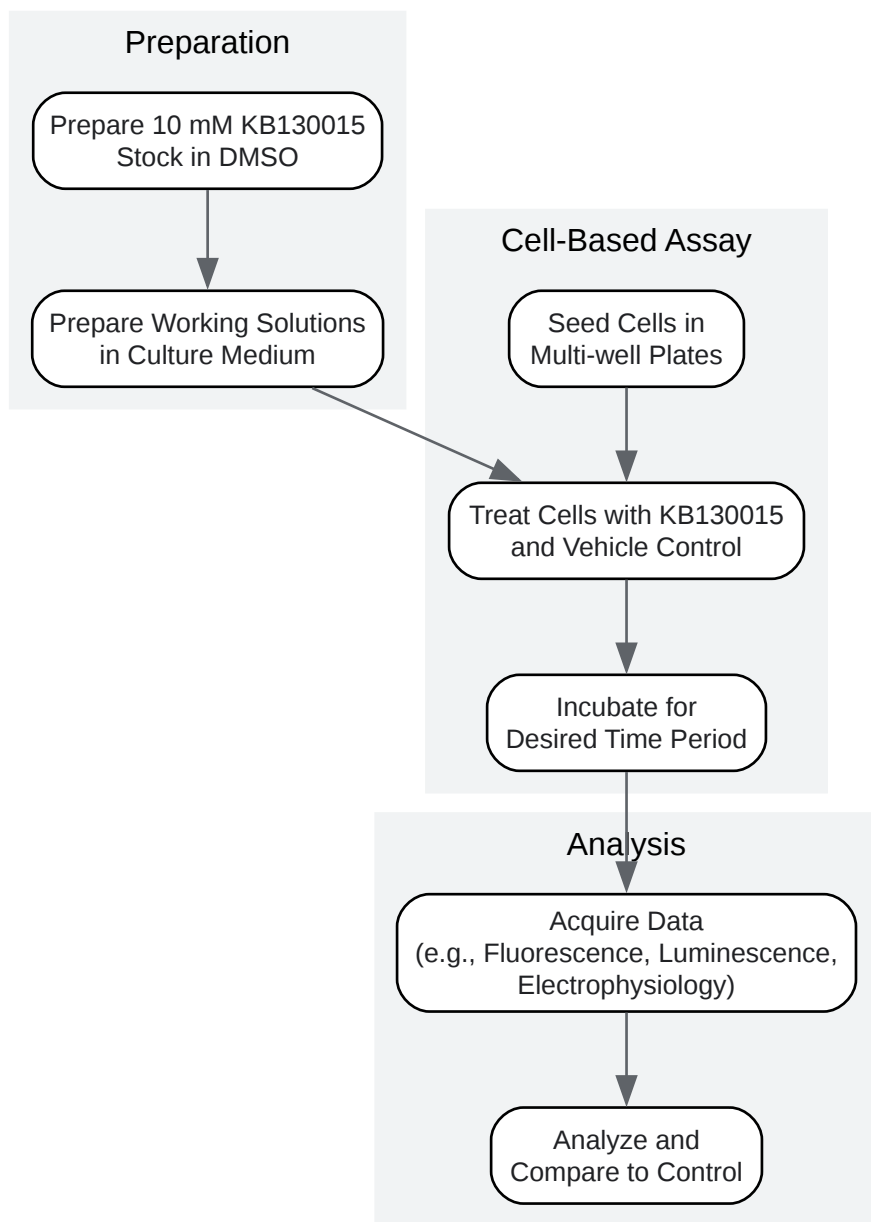 Preparation
Prepare 10 mM KB130015
Stock in DMSO
Prepare Working Solutions
in Culture Medium
Cell-Based Assay
Seed Cells in
Multi-well Plates
Treat Cells with KB130015
and Vehicle Control
Incubate for
Desired Time Period
Analysis
Acquire Data
(e.g., Fluorescence, Luminescence,
Electrophysiology)
Analyze and
Compare to Control